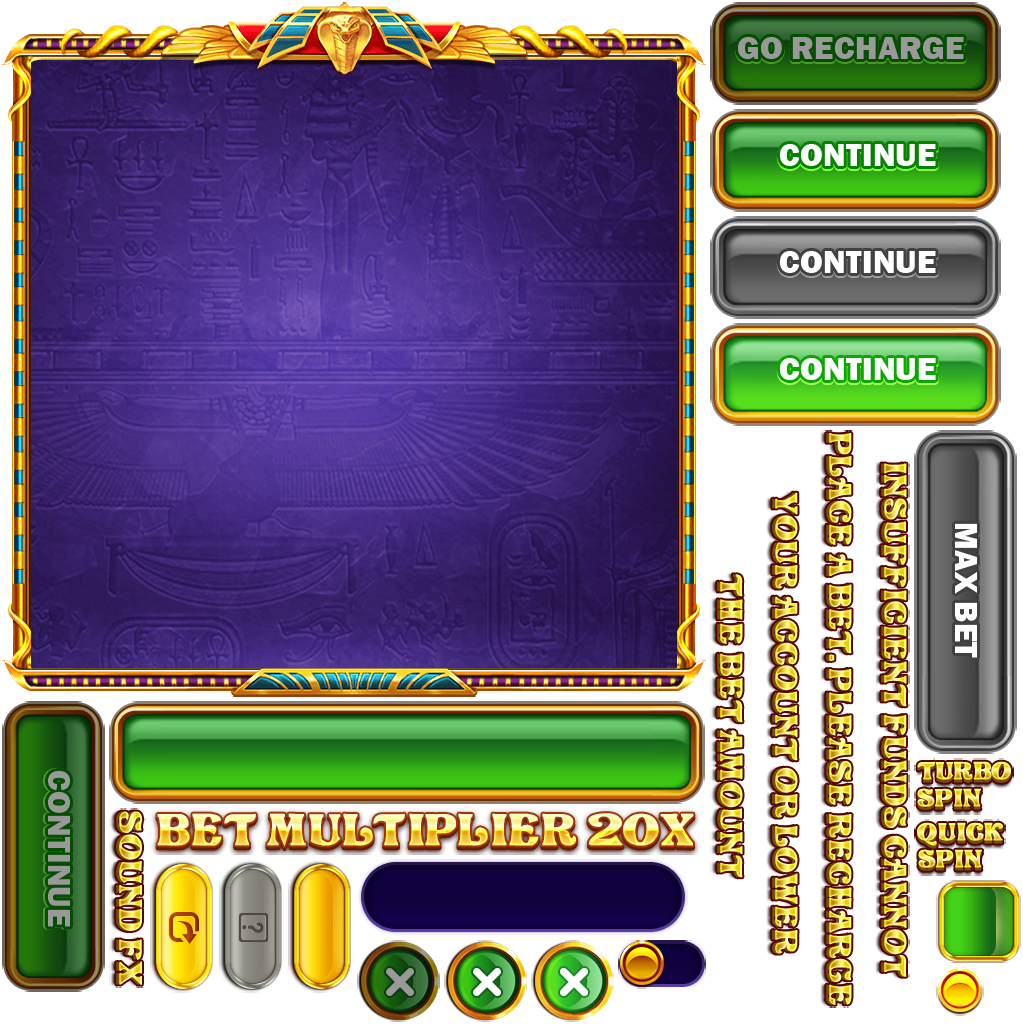 GO RECHARGE
CONTINUE
CONTINUE
CONTINUE
MAX BET
INSUFFICIENT FUNDS CANNOT
PLACE A BET.PLEASE RECHARGE
YOUR ACCOUNT OR LOWER
THE BET AMOUNT
TURBO
SPIN
QUICK
SPIN
CONTINUE
SOUND FX
BET MULTIPLIER 20X
?